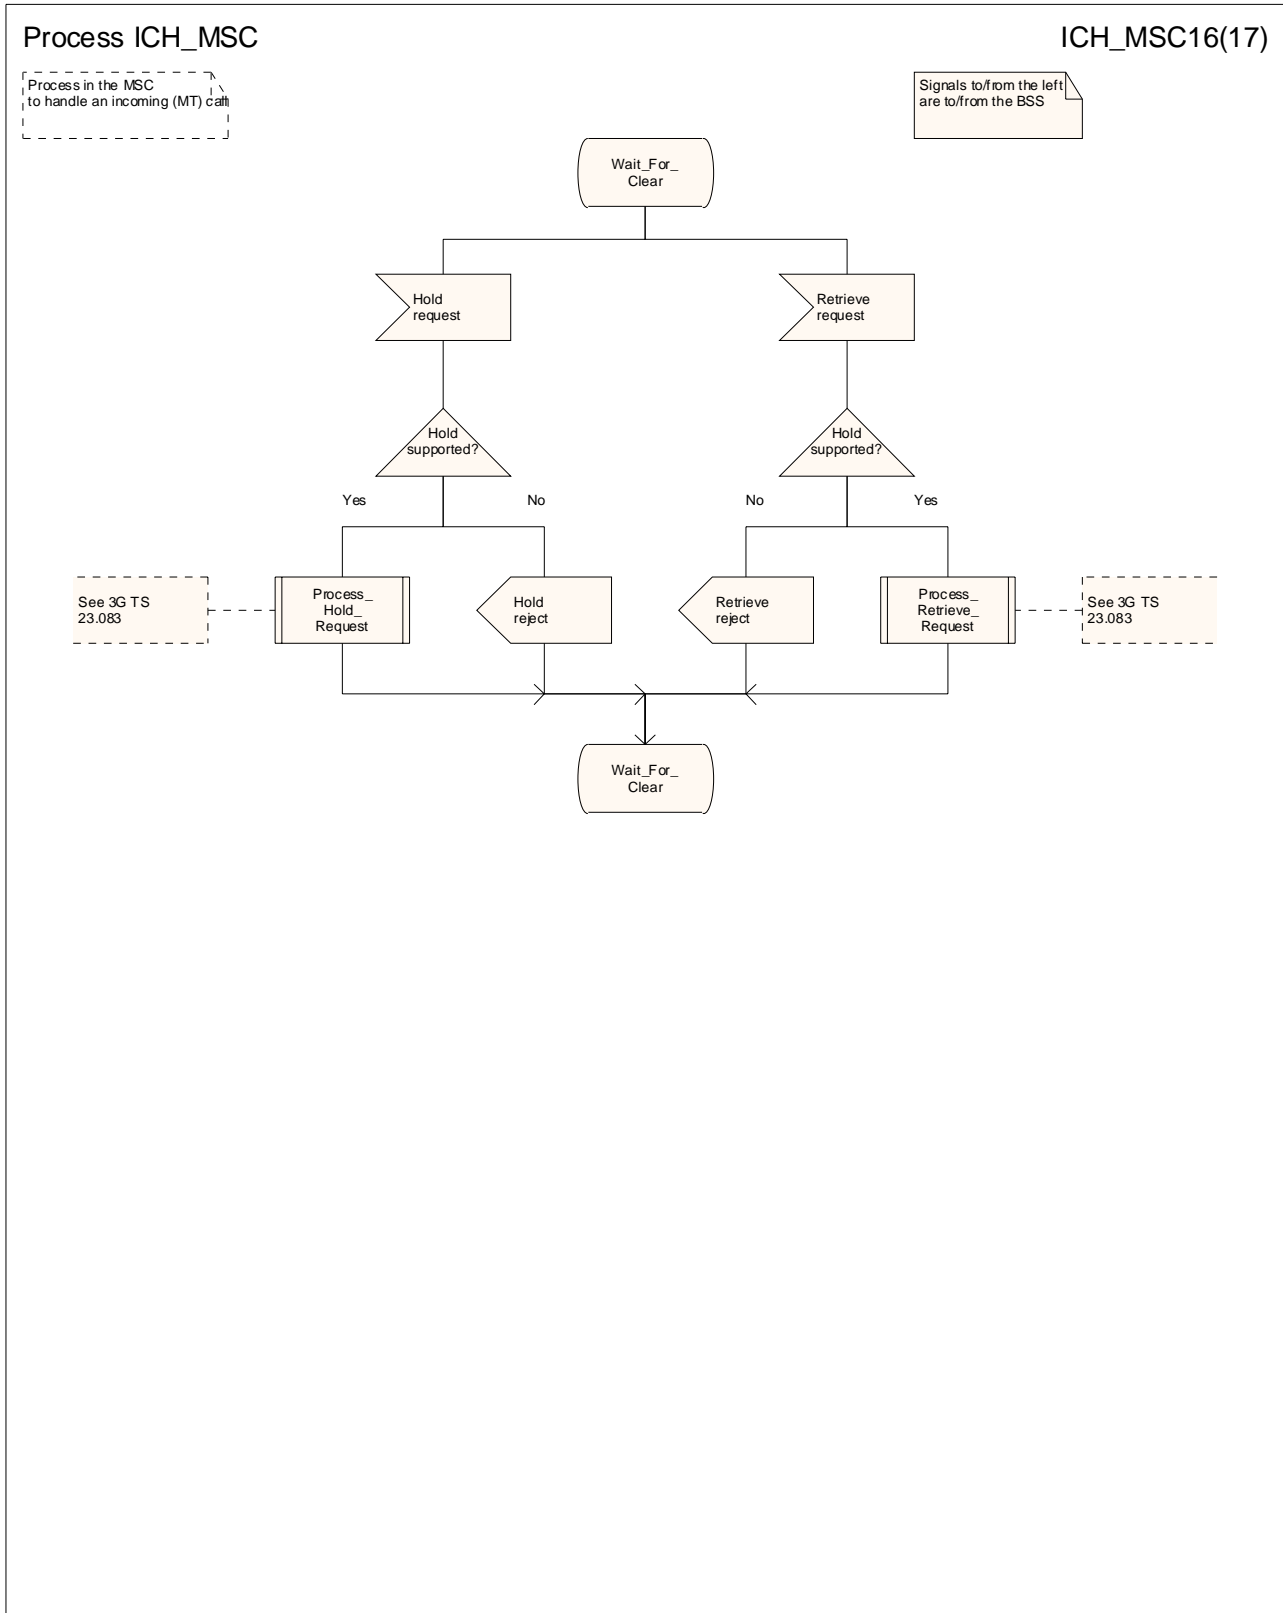 Process ICH_MSC
ICH_MSC16(17)
Process in the MSC
to handle an incoming (MT) call
Signals to/from the left
are to/from the BSS
Wait_For_
Clear
Hold
request
Retrieve
request
Hold
supported?
Hold
supported?
Yes
No
No
Yes
See 3G TS
23.083
Process_
Hold_
Request
Hold
reject
Retrieve
reject
Process_
Retrieve_
Request
See 3G TS
23.083
Wait_For_
Clear